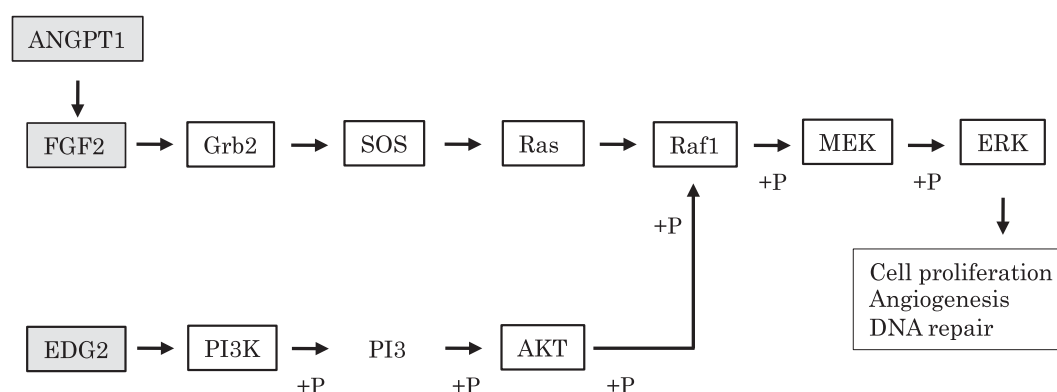 ANGPT1
FGF2
Grb2
SOS
Ras
Raf1
MEK
ERK
+P
+P
+P
Cell proliferation
Angiogenesis
DNA repair
EDG2
PI3K
PI3
AKT
+P
+P
+P